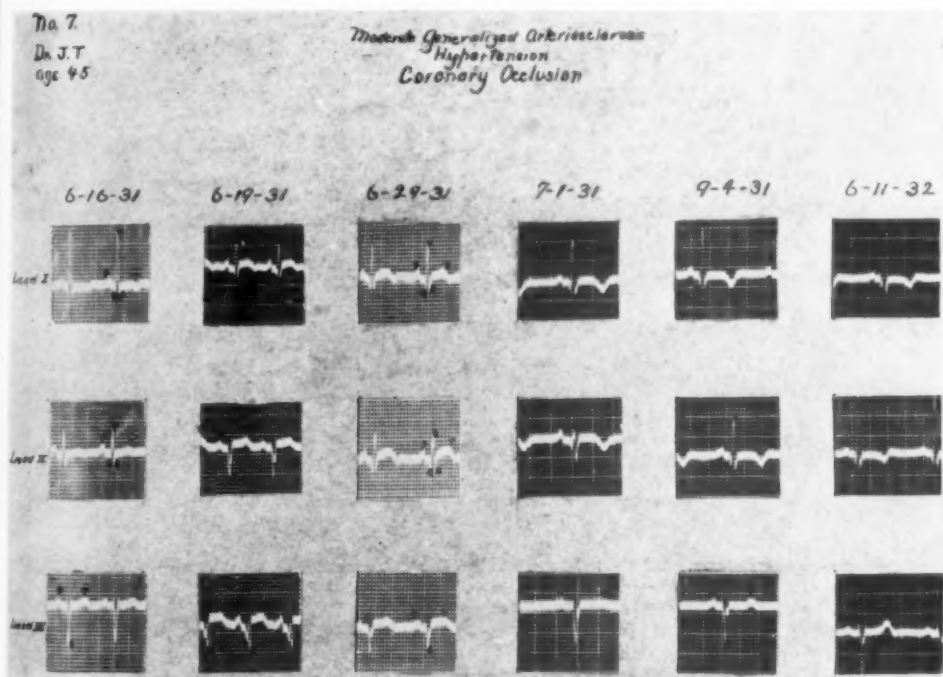 No 7.
Dr. J. T
age 45
Moderate Generalized Arteriosclerosis
Hypertension
Coronary Occlusion
6-16-31
6-19-31
6-29-31
7-1-31
9-4-31
6-11-32
Lead I
Lead II
Lead III